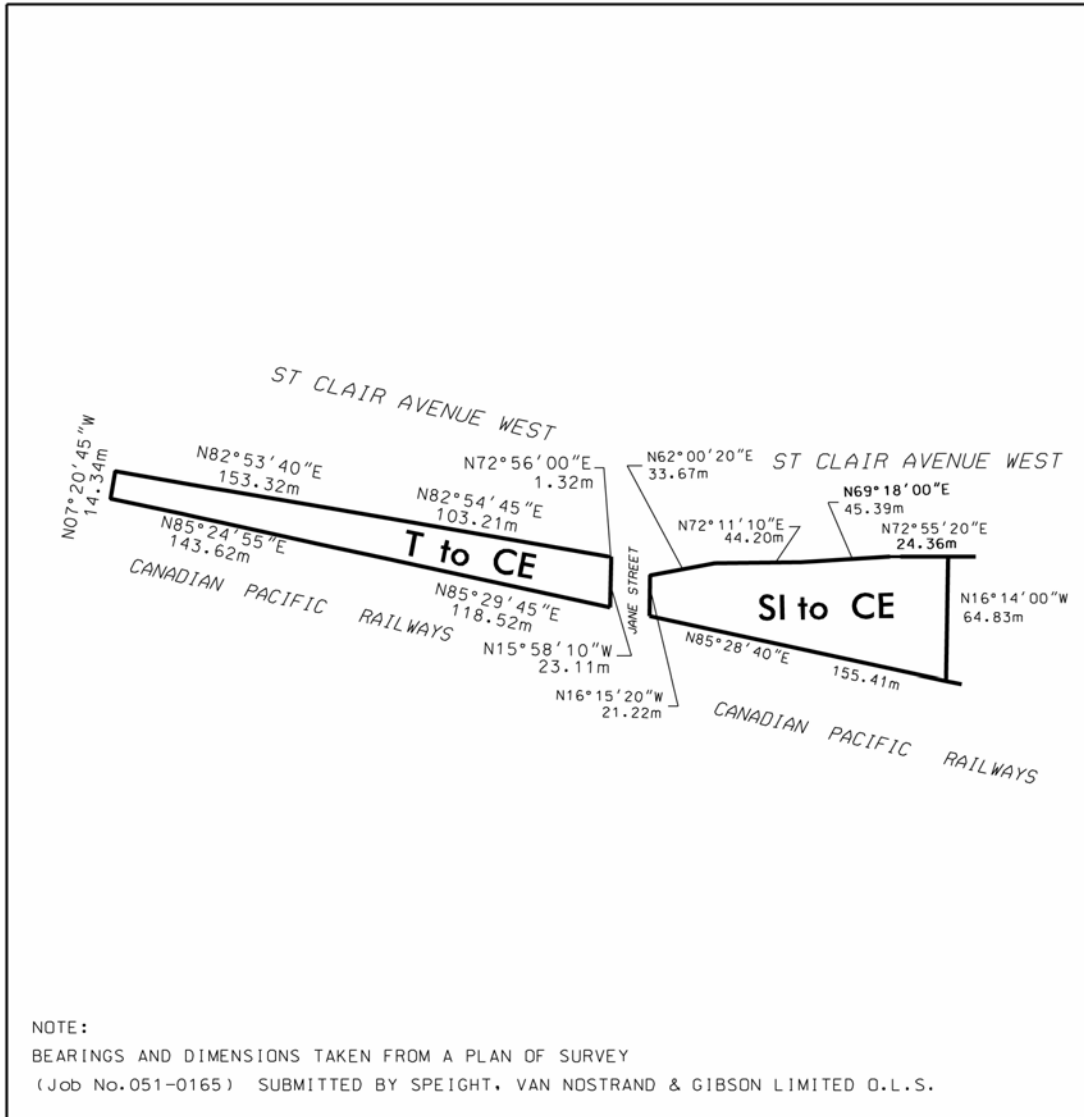 ST CLAIR AVENUE WEST
N07°20'45"W
14.34m
N82°53'40"E
153.32m
N72°56'00"E
1.32m
N82°54'45"E
103.21m
T to CE
N85°24'55"E
143.62m
CANADIAN PACIFIC RAILWAYS
N85°29'45"E
118.52m
N15°58'10"W
23.11m
JANE STREET
N62°00'20"E
33.67m
ST CLAIR AVENUE WEST
N69°18'00"E
45.39m
N72°11'10"E
44.20m
N72°55'20"E
24.36m
SI to CE
N16°14'00"W
64.83m
N85°28'40"E
155.41m
N16°15'20"W
21.22m
CANADIAN PACIFIC RAILWAYS
NOTE:
BEARINGS AND DIMENSIONS TAKEN FROM A PLAN OF SURVEY
(Job No.051-0165) SUBMITTED BY SPEIGHT, VAN NOSTRAND & GIBSON LIMITED O.L.S.